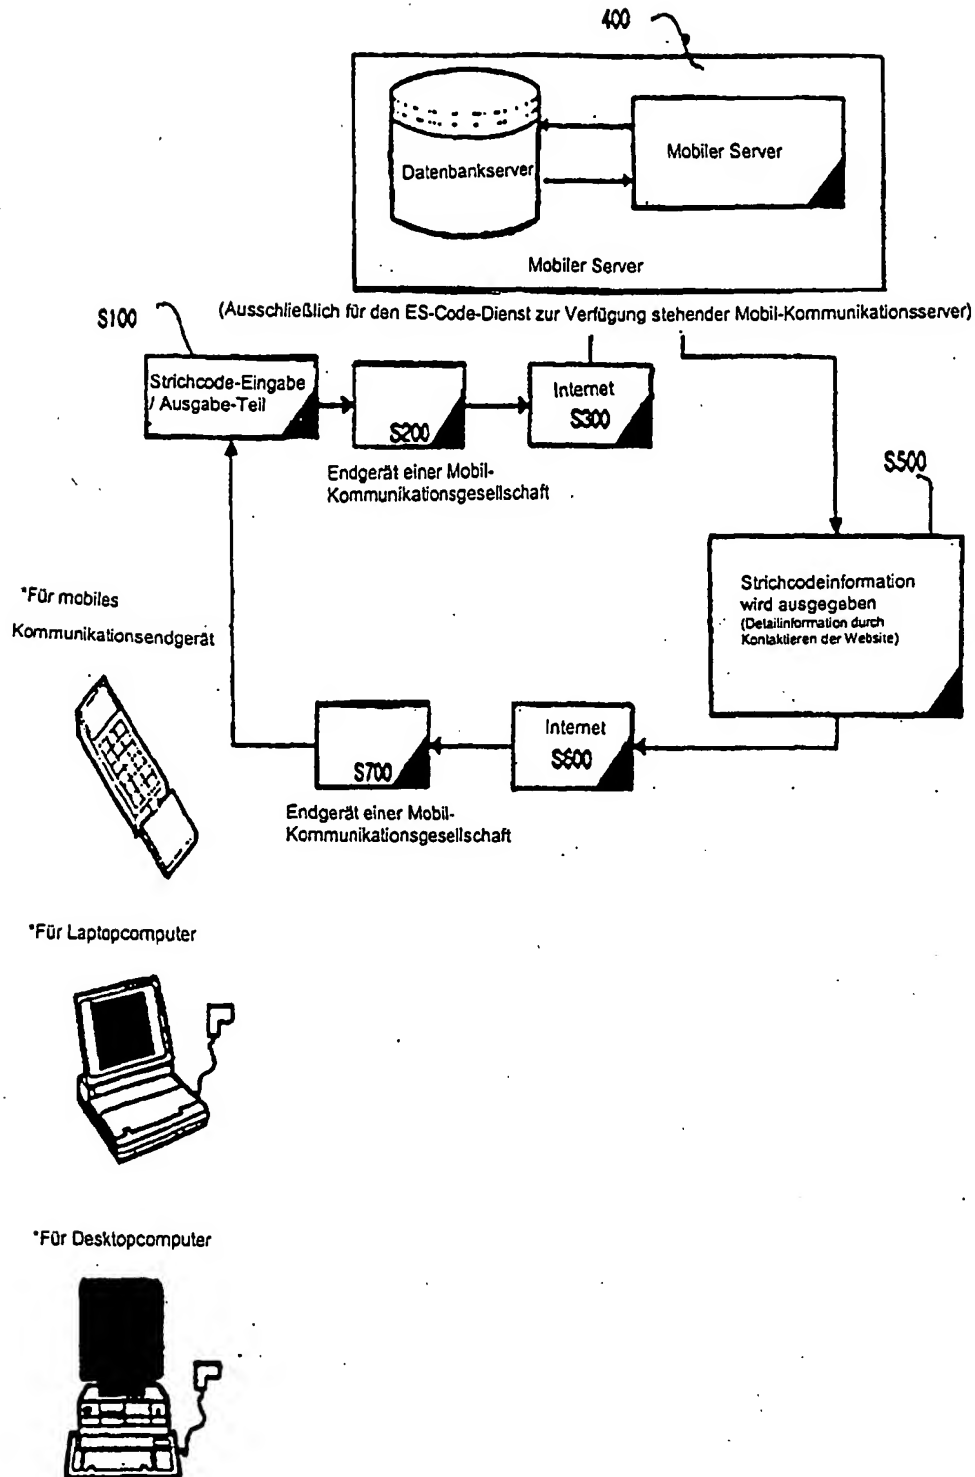 400
Datenbankserver
Mobiler Server
Mobiler Server
(Ausschließlich für den ES-Code-Dienst zur Verfügung stehender Mobil-Kommunikationsserver)
S100
Strichcode-Eingabe
/ Ausgabe-Teil
S200
Internet
S300
Endgerät einer Mobil-
Kommunikationsgesellschaft
S500
Strichcodeinformation
wird ausgegeben
(Detailinformation durch
Kontaktieren der Website)
*Für mobiles
Kommunikationsendgerät
S700
Internet
S600
Endgerät einer Mobil-
Kommunikationsgesellschaft
*Für Laptopcomputer
*Für Desktopcomputer